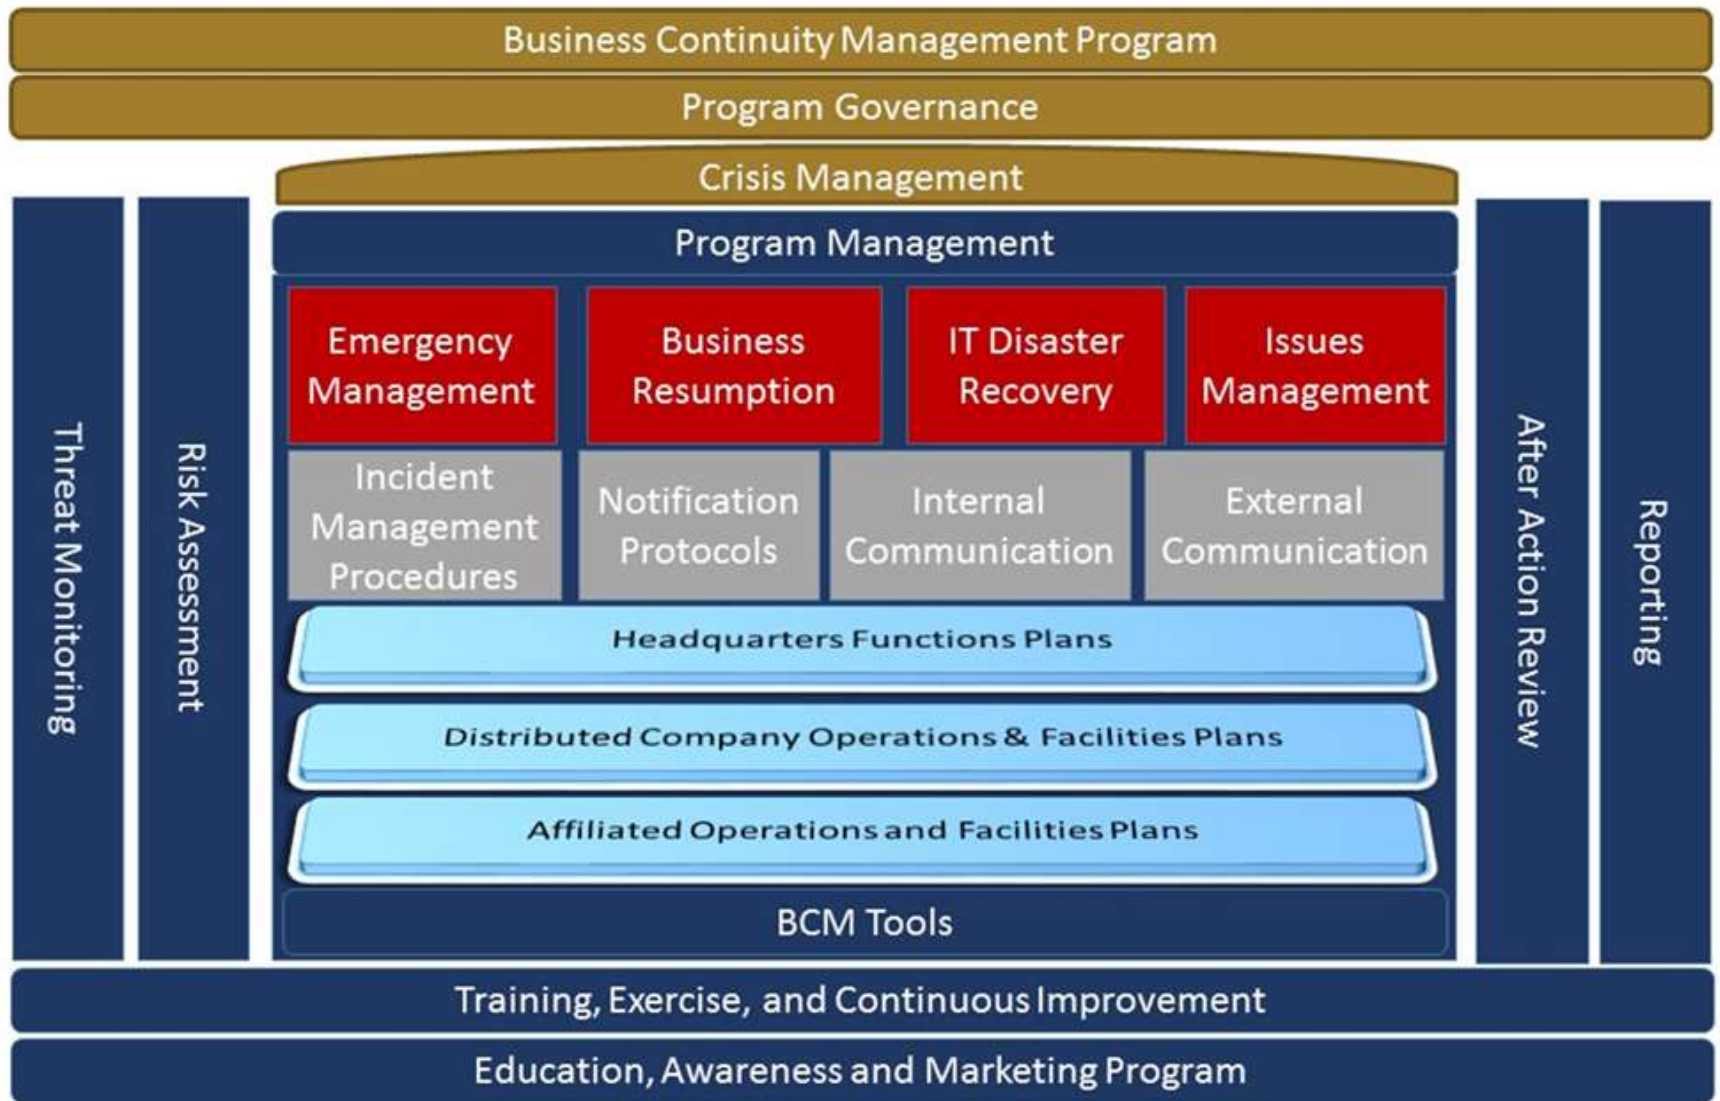 Business Continuity Management Program
Program Governance
Crisis Management
Program Management
Threat Monitoring
Risk Assessment
Emergency
Management
Business
Resumption
IT Disaster
Recovery
Issues
Management
Incident
Management
Procedures
Notification
Protocols
Internal
Communication
External
Communication
Headquarters Functions Plans
Distributed Company Operations & Facilities Plans
Affiliated Operations and Facilities Plans
BCM Tools
After Action Review
Reporting
Training, Exercise, and Continuous Improvement
Education, Awareness and Marketing Program